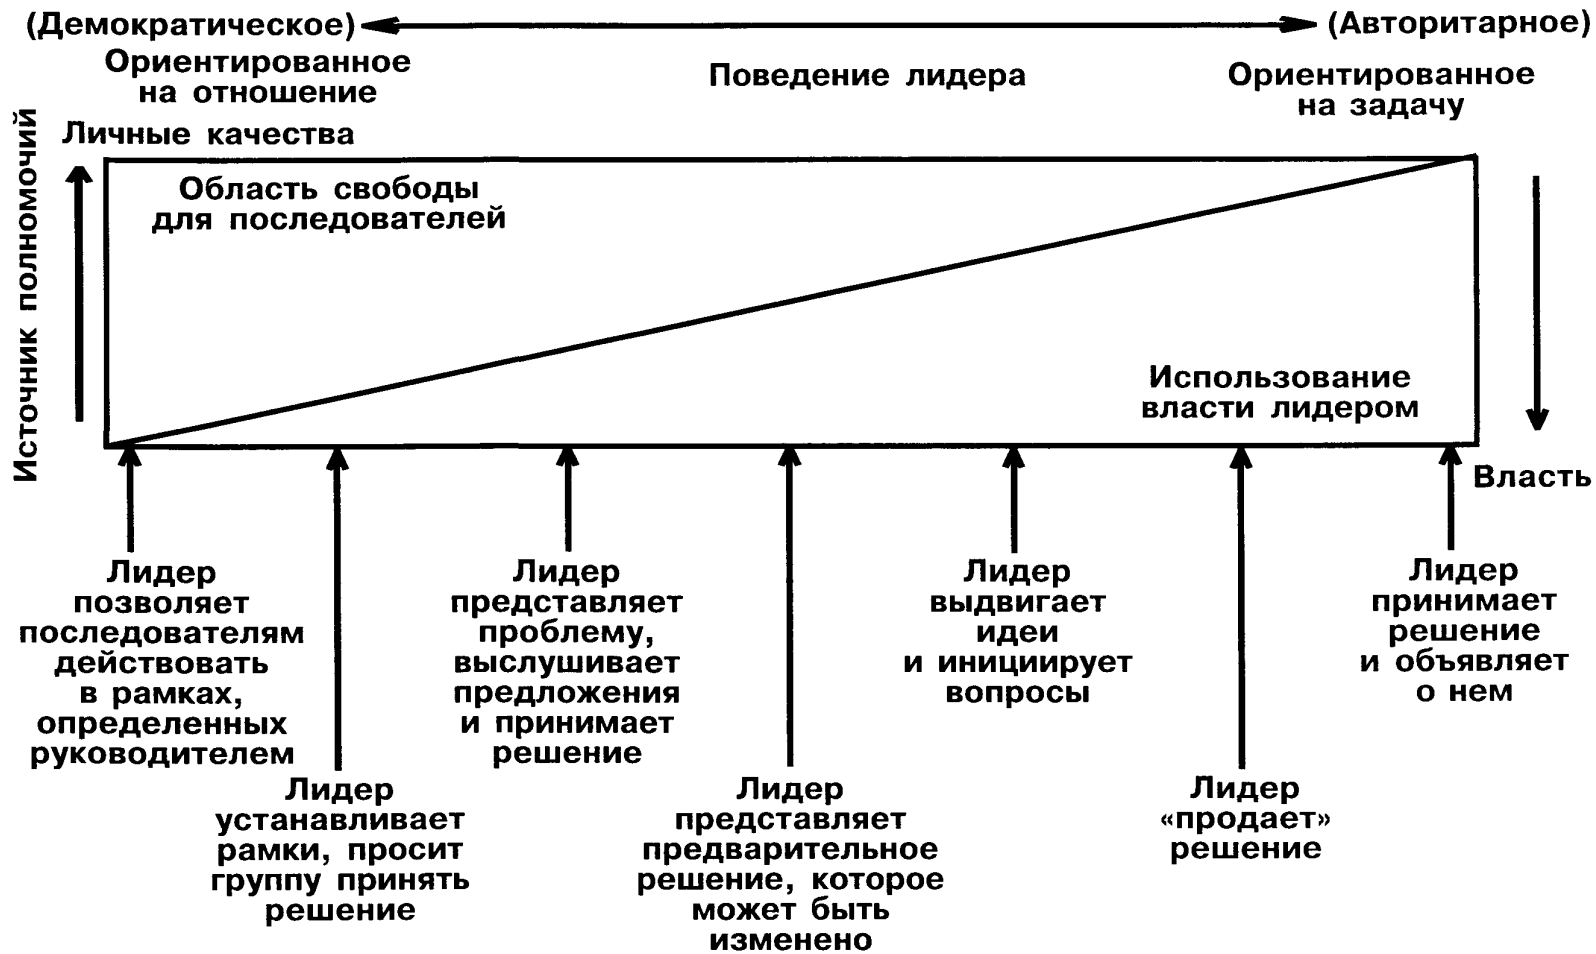 (Демократическое)
(Авторитарное)
Ориентированное
на отношение
Поведение лидера
Ориентированное
на задачу
Источник полномочий
Личные качества
Область свободы
для последователей
Использование
власти лидером
Власть
Лидер
позволяет
последователям
действовать
в рамках,
определенных
руководителем
Лидер
устанавливает
рамки, просит
группу принять
решение
Лидер
представляет
проблему,
выслушивает
предложения
и принимает
решение
Лидер
представляет
предварительное
решение, которое
может быть
изменено
Лидер
выдвигает
идеи
и инициирует
вопросы
Лидер
«продает»
решение
Лидер
принимает
решение
и объявляет
о нем